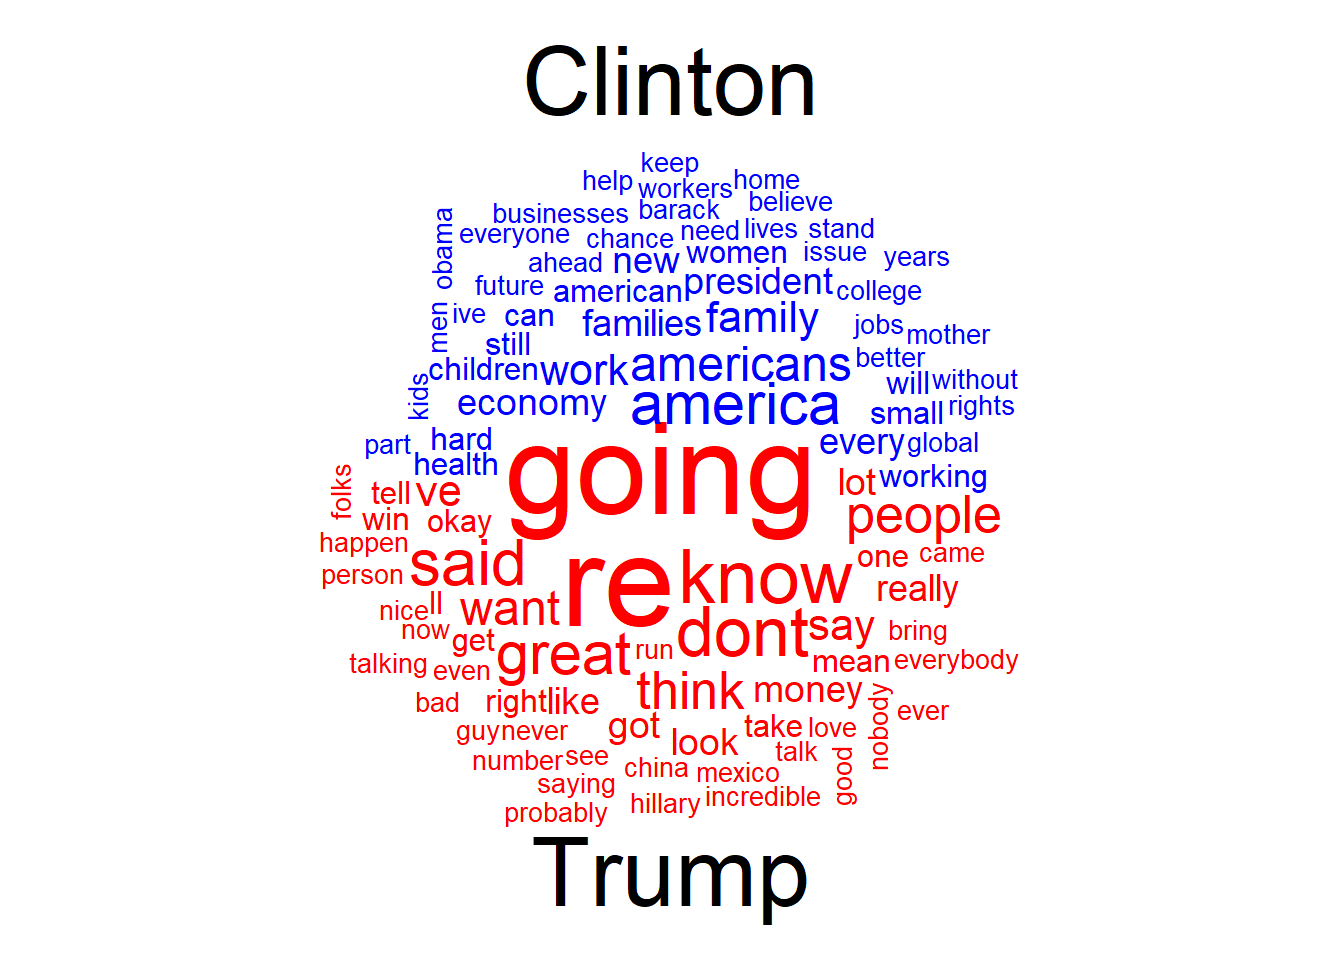 Clinton
keep
help workers home
businesses barack believe
obama everyone chance need lives stand
ahead new women issue years
future american president college
men ive can families family jobs mother
still
children work americans better
kids economy america will without
small rights
part hard going every global
health
folks tell ve lot working
win okay people
happen said re know one came
person really
nice ll want dont say bring
now get great run mean everybody
talking even
bad right like think money nobody ever
guy never got look take love
number see talk
saying china mexico good
probably hillary incredible
Trump